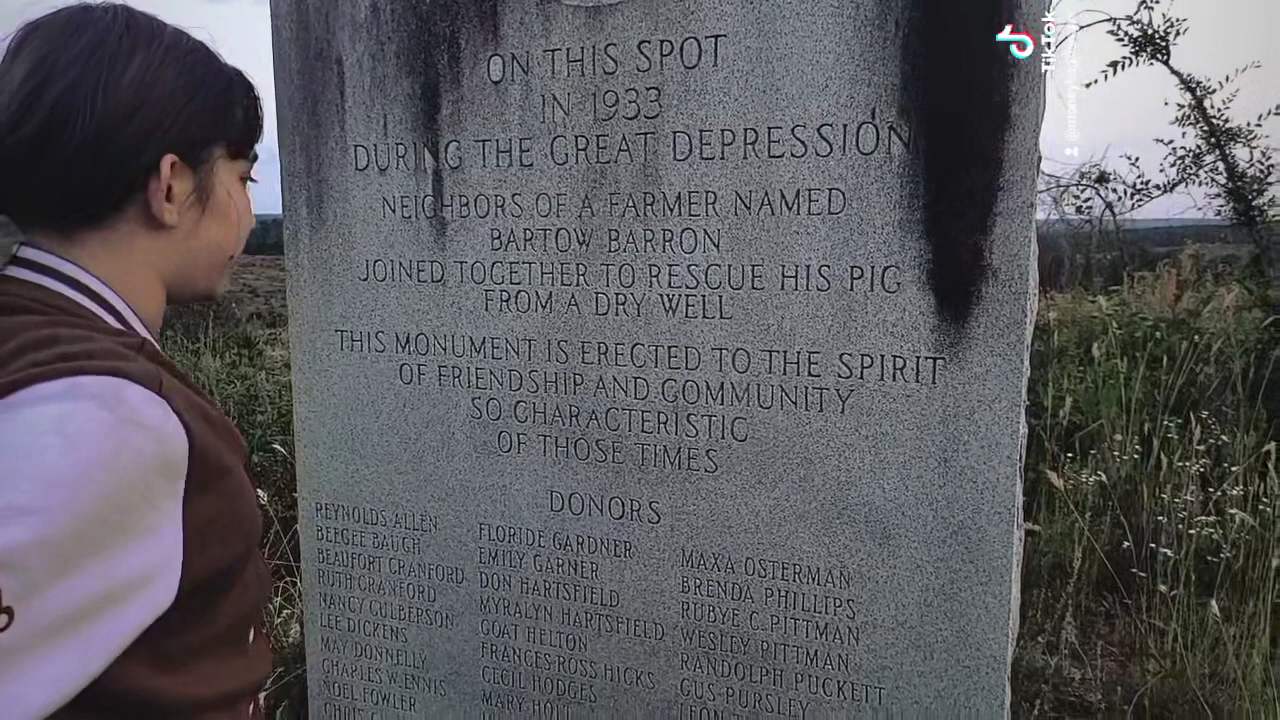 ON THIS SPOT
IN 1933
DURING THE GREAT DEPRESSION
NEIGHBORS OF A FARMER NAMED
BARTOW BARRON
JOINED TOGETHER TO RESCUE HIS PIG
FROM A DRY WELL
THIS MONUMENT IS ERECTED TO THE SPIRIT
OF FRIENDSHIP AND COMMUNITY
SO CHARACTERISTIC
OF THOSE TIMES
DONORS
REYNOLDS ALLEN
BEEGEE BAUGH
BEAUFORT CRANFORD
RUTH CRANFORD
NANCY CULBERSON
LEE DICKENS
MAY DONNELLY
CHARLES W. ENNIS
NOEL FOWLER
CHRIS
FLORIDE GARDNER
EMILY GARNER
DON HARTSFIELD
MYRALYN HARTSFIELD
GOAT HELTON
FRANCES ROSS HICKS
CECIL HODGES
MARY
MAXA OSTERMAN
BRENDA PHILLIPS
RUBYE C. PITTMAN
WESLEY PITTMAN
RANDOLPH PUCKETT
GUS PURSLEY
LEON
TikTok